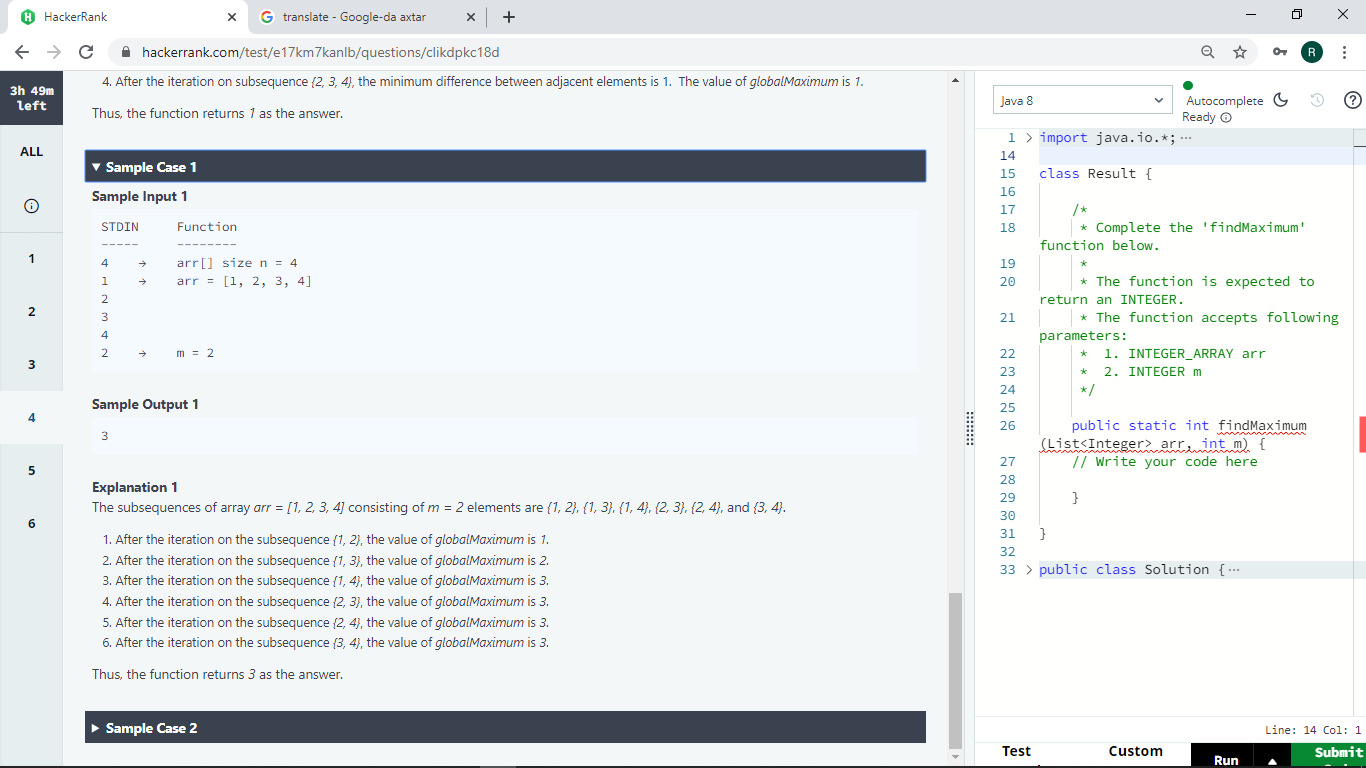 HackerRank
translate - Google-da axtar
hackerrank.com/test/e17km7kanlb/questions/clikdpkc18d
R
3h 49m
left
ALL
1
2
3
4
5
6
4. After the iteration on subsequence {2, 3, 4}, the minimum difference between adjacent elements is 1. The value of globalMaximum is 1.
Thus, the function returns 1 as the answer.
▼ Sample Case 1
Sample Input 1
STDIN Function
----- --------
4 → arr[] size n = 4
1 → arr = [1, 2, 3, 4]
2
3
4
2 → m = 2
Sample Output 1
3
Explanation 1
The subsequences of array arr = [1, 2, 3, 4] consisting of m = 2 elements are {1, 2}, {1, 3}, {1, 4}, {2, 3}, {2, 4}, and {3, 4}.
1. After the iteration on the subsequence {1, 2}, the value of globalMaximum is 1.
2. After the iteration on the subsequence {1, 3}, the value of globalMaximum is 2.
3. After the iteration on the subsequence {1, 4}, the value of globalMaximum is 3.
4. After the iteration on the subsequence {2, 3}, the value of globalMaximum is 3.
5. After the iteration on the subsequence {2, 4}, the value of globalMaximum is 3.
6. After the iteration on the subsequence {3, 4}, the value of globalMaximum is 3.
Thus, the function returns 3 as the answer.
▶ Sample Case 2
Java 8
Autocomplete
Ready
1 > import java.io.*; ···
14
15 class Result {
16
17 /*
18 * Complete the 'findMaximum'
function below.
19 *
20 * The function is expected to
return an INTEGER.
21 * The function accepts following
parameters:
22 * 1. INTEGER_ARRAY arr
23 * 2. INTEGER m
24 */
25
26 public static int findMaximum
(List<Integer> arr, int m) {
27 // Write your code here
28
29 }
30
31 }
32
33 > public class Solution { ···
Line: 14 Col: 1
Test
Custom
Run
Submit